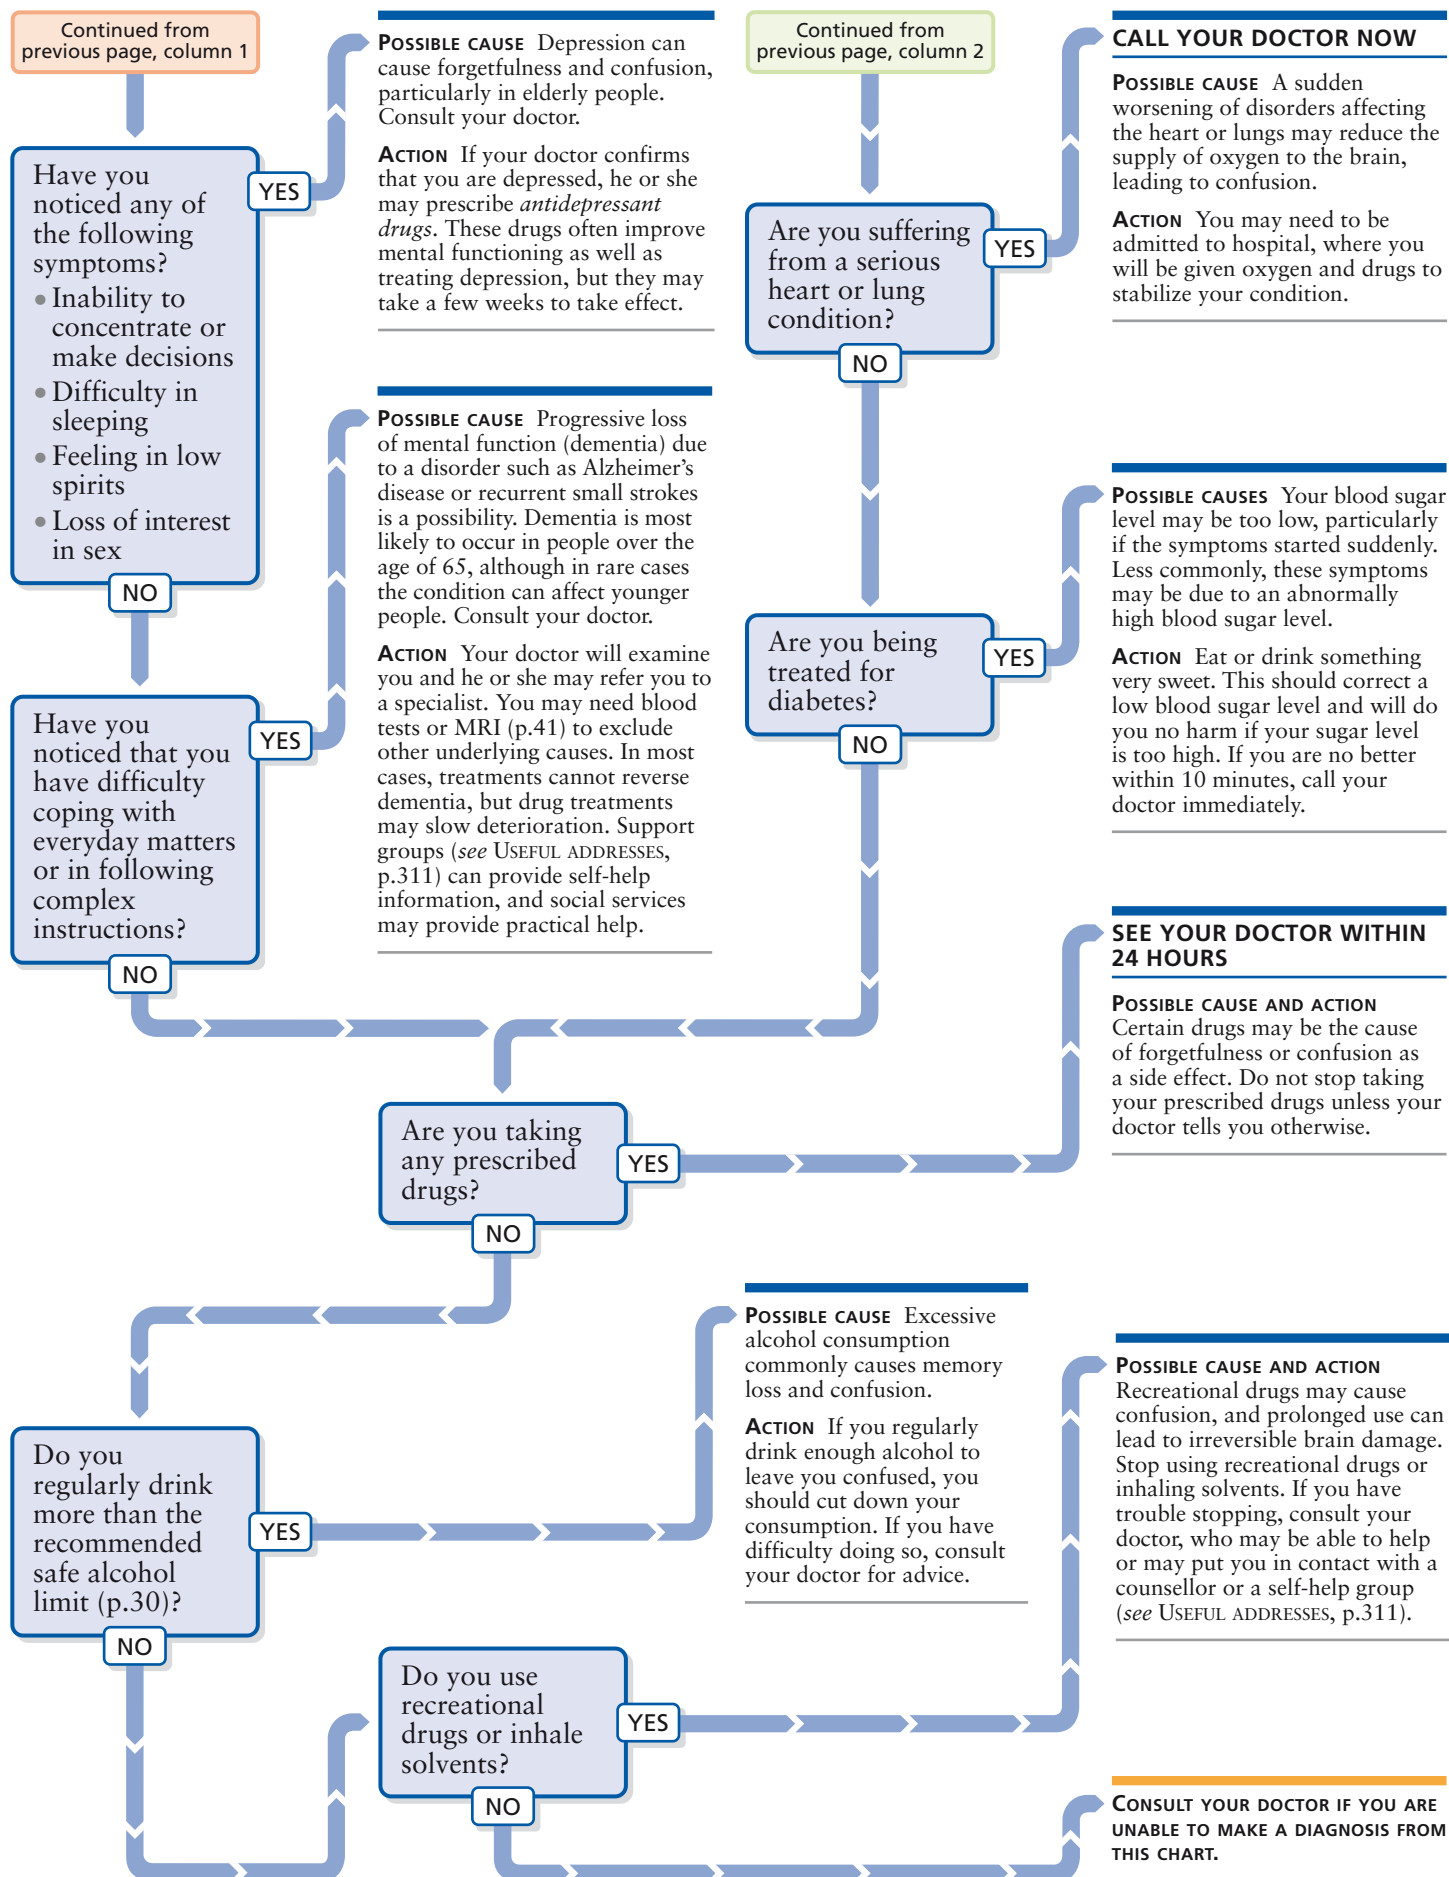 Continued from
previous page, column 1
Have you
noticed any of
the following
symptoms?
• Inability to
concentrate or
make decisions
• Difficulty in
sleeping
• Feeling in low
spirits
• Loss of interest
in sex
YES
NO
POSSIBLE CAUSE Depression can
cause forgetfulness and confusion,
particularly in elderly people.
Consult your doctor.
ACTION If your doctor confirms
that you are depressed, he or she
may prescribe antidepressant
drugs. These drugs often improve
mental functioning as well as
treating depression, but they may
take a few weeks to take effect.
Have you
noticed that you
have difficulty
coping with
everyday matters
or in following
complex
instructions?
YES
NO
POSSIBLE CAUSE Progressive loss
of mental function (dementia) due
to a disorder such as Alzheimer's
disease or recurrent small strokes
is a possibility. Dementia is most
likely to occur in people over the
age of 65, although in rare cases
the condition can affect younger
people. Consult your doctor.
ACTION Your doctor will examine
you and he or she may refer you to
a specialist. You may need blood
tests or MRI (p.41) to exclude
other underlying causes. In most
cases, treatments cannot reverse
dementia, but drug treatments
may slow deterioration. Support
groups (see USEFUL ADDRESSES,
p.311) can provide self-help
information, and social services
may provide practical help.
Continued from
previous page, column 2
Are you suffering
from a serious
heart or lung
condition?
YES
NO
CALL YOUR DOCTOR NOW
POSSIBLE CAUSE A sudden
worsening of disorders affecting
the heart or lungs may reduce the
supply of oxygen to the brain,
leading to confusion.
ACTION You may need to be
admitted to hospital, where you
will be given oxygen and drugs to
stabilize your condition.
Are you being
treated for
diabetes?
YES
NO
POSSIBLE CAUSES Your blood sugar
level may be too low, particularly
if the symptoms started suddenly.
Less commonly, these symptoms
may be due to an abnormally
high blood sugar level.
ACTION Eat or drink something
very sweet. This should correct a
low blood sugar level and will do
you no harm if your sugar level
is too high. If you are no better
within 10 minutes, call your
doctor immediately.
Are you taking
any prescribed
drugs?
YES
NO
SEE YOUR DOCTOR WITHIN
24 HOURS
POSSIBLE CAUSE AND ACTION
Certain drugs may be the cause
of forgetfulness or confusion as
a side effect. Do not stop taking
your prescribed drugs unless your
doctor tells you otherwise.
Do you
regularly drink
more than the
recommended
safe alcohol
limit (p.30)?
YES
NO
POSSIBLE CAUSE Excessive
alcohol consumption
commonly causes memory
loss and confusion.
ACTION If you regularly
drink enough alcohol to
leave you confused, you
should cut down your
consumption. If you have
difficulty doing so, consult
your doctor for advice.
Do you use
recreational
drugs or inhale
solvents?
YES
NO
POSSIBLE CAUSE AND ACTION
Recreational drugs may cause
confusion, and prolonged use can
lead to irreversible brain damage.
Stop using recreational drugs or
inhaling solvents. If you have
trouble stopping, consult your
doctor, who may be able to help
or may put you in contact with a
counsellor or a self-help group
(see USEFUL ADDRESSES, p.311).
CONSULT YOUR DOCTOR IF YOU ARE
UNABLE TO MAKE A DIAGNOSIS FROM
THIS CHART.